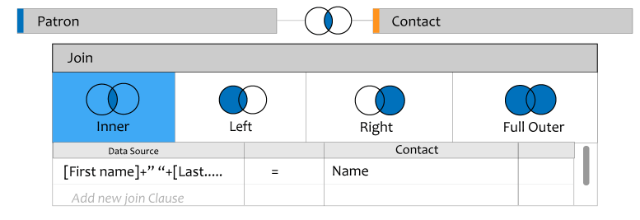 Patron Contact
Join
Inner Left Right Full Outer
Data Source Contact
[First name]+” “+[Last..... = Name
Add new join Clause